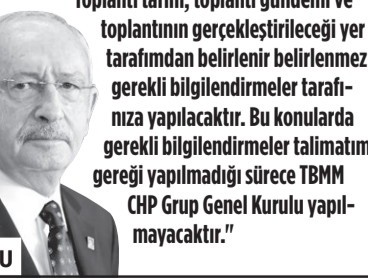 Toplantı tarihi, toplantı gündemi ve
toplantının gerçekleştirileceği yer
tarafımdan belirlenir belirlenmez
gerekli bilgilendirmeler tarafı-
nıza yapılacaktır. Bu konularda
gerekli bilgilendirmeler talimatım
gereği yapılmadığı sürece TBMM
CHP Grup Genel Kurulu yapıl-
mayacaktır."
U